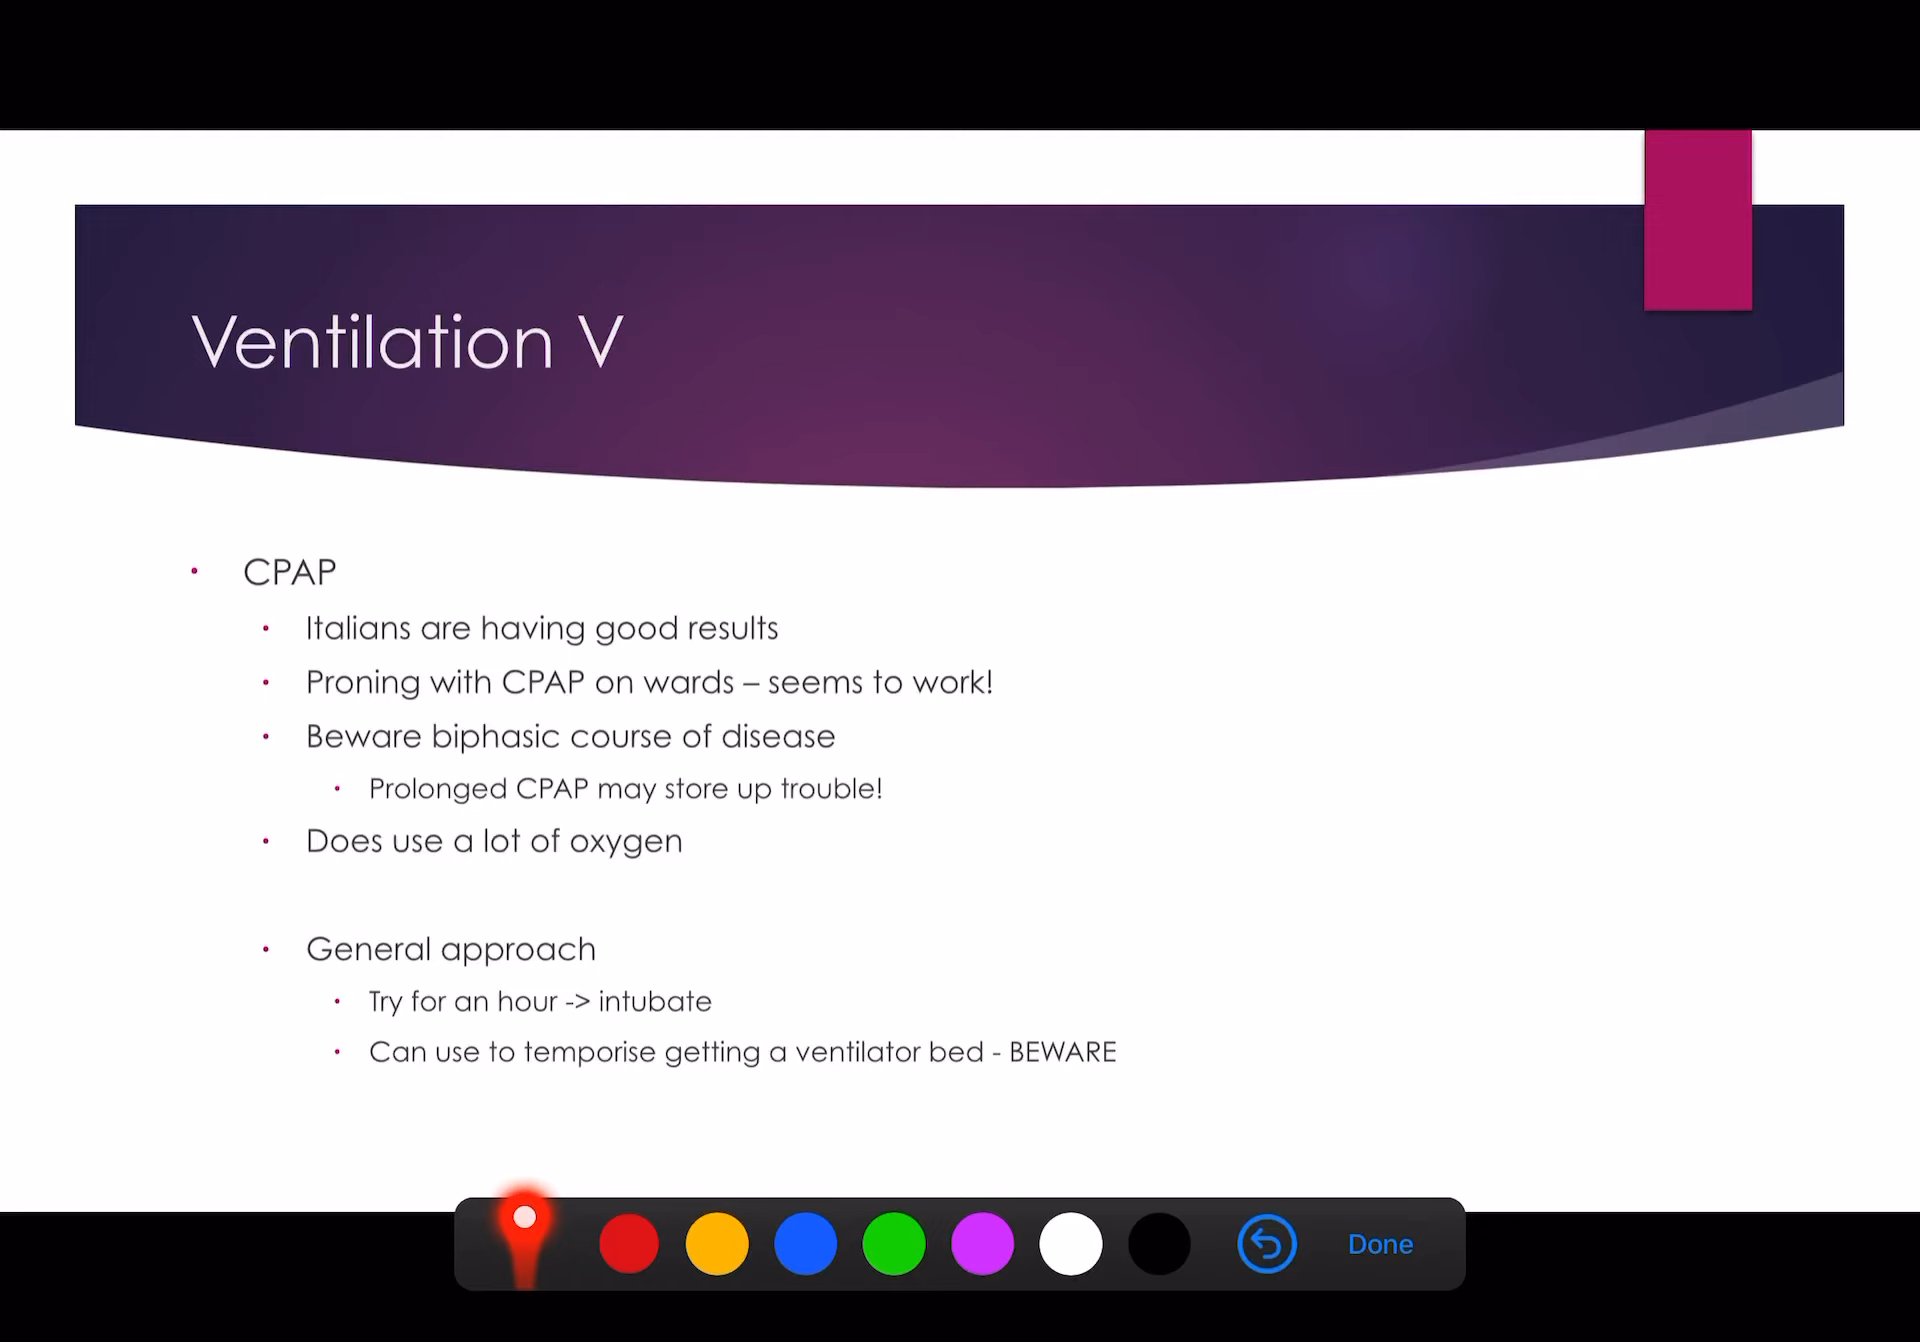 Ventilation V
CPAP
Italians are having good results
Proning with CPAP on wards – seems to work!
Beware biphasic course of disease
Prolonged CPAP may store up trouble!
Does use a lot of oxygen
General approach
Try for an hour -> intubate
Can use to temporise getting a ventilator bed - BEWARE
Done